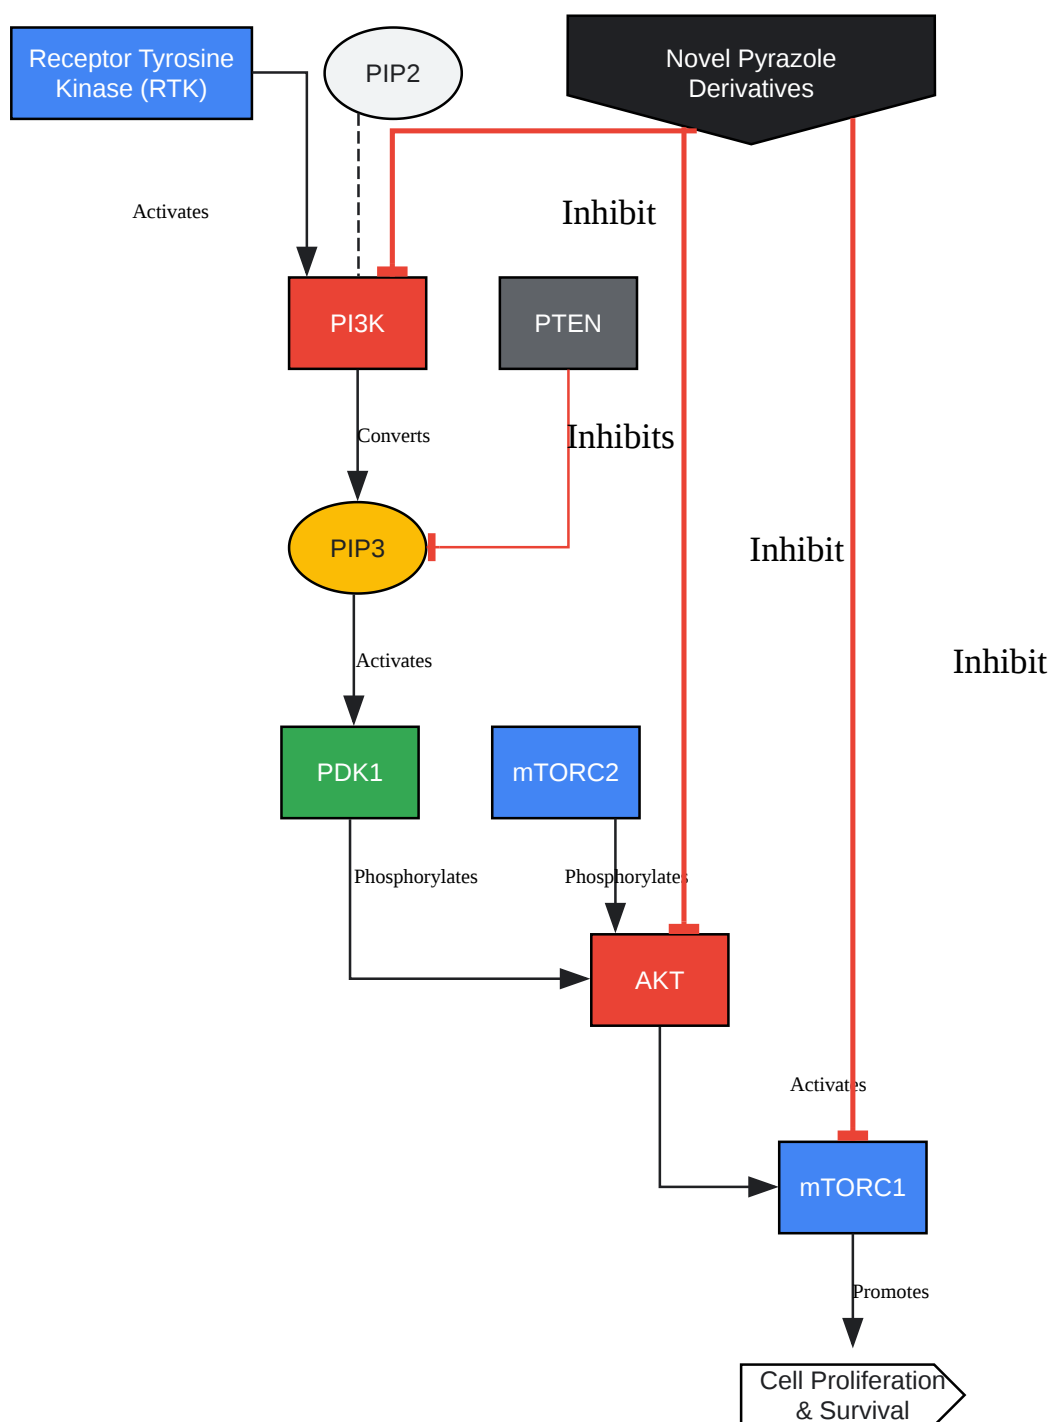 Receptor Tyrosine
Kinase (RTK)
PIP2
Novel Pyrazole
Derivatives
Activates
Inhibit
PI3K
PTEN
Converts
Inhibits
PIP3
Inhibit
Activates
Inhibit
PDK1
mTORC2
Phosphorylates
Phosphorylates
AKT
Activates
mTORC1
Promotes
Cell Proliferation
& Survival